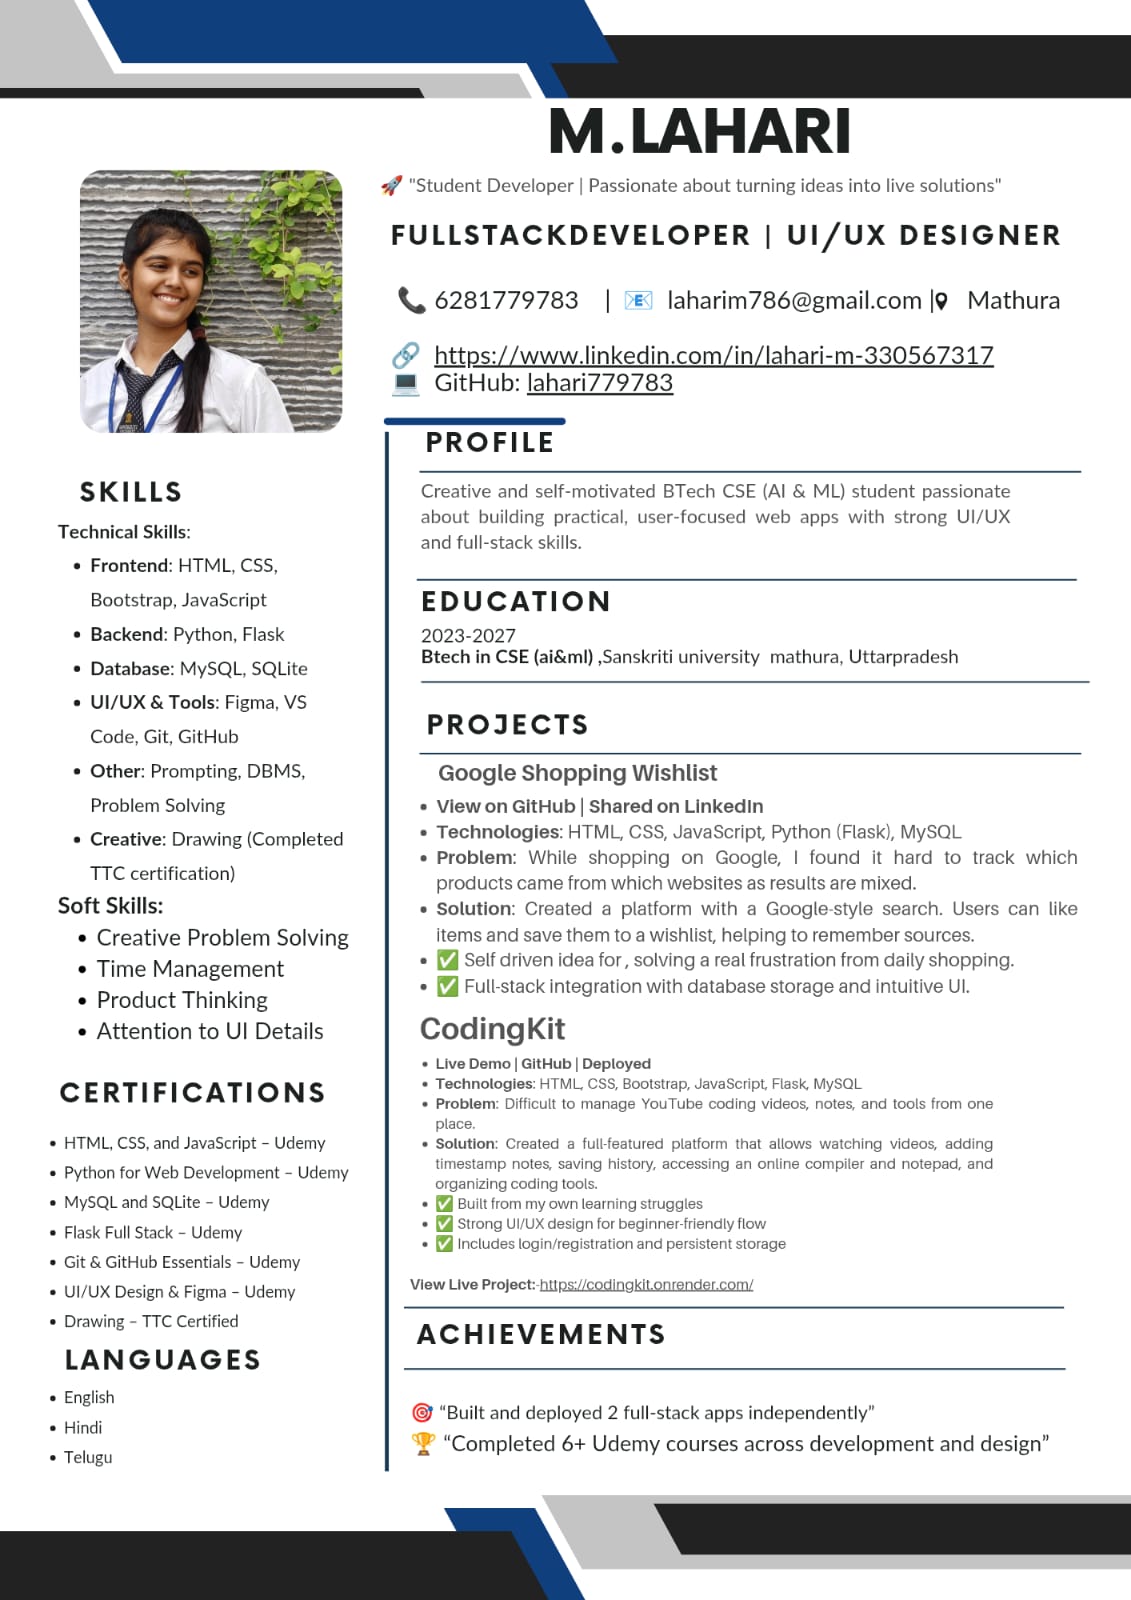 M.LAHARI
🚀 "Student Developer | Passionate about turning ideas into live solutions"
FULLSTACKDEVELOPER | UI/UX DESIGNER
📞 6281779783 | 📧 laharim786@gmail.com | Mathura
🔗 https://www.linkedin.com/in/lahari-m-330567317
💻 GitHub: lahari779783
SKILLS
Technical Skills:
• Frontend: HTML, CSS,
Bootstrap, JavaScript
• Backend: Python, Flask
• Database: MySQL, SQLite
• UI/UX & Tools: Figma, VS
Code, Git, GitHub
• Other: Prompting, DBMS,
Problem Solving
• Creative: Drawing (Completed
TTC certification)
Soft Skills:
• Creative Problem Solving
• Time Management
• Product Thinking
• Attention to UI Details
CERTIFICATIONS
• HTML, CSS, and JavaScript – Udemy
• Python for Web Development – Udemy
• MySQL and SQLite – Udemy
• Flask Full Stack – Udemy
• Git & GitHub Essentials – Udemy
• UI/UX Design & Figma – Udemy
• Drawing – TTC Certified
LANGUAGES
• English
• Hindi
• Telugu
PROFILE
Creative and self-motivated BTech CSE (AI & ML) student passionate
about building practical, user-focused web apps with strong UI/UX
and full-stack skills.
EDUCATION
2023-2027
Btech in CSE (ai&ml) ,Sanskriti university mathura, Uttarpradesh
PROJECTS
Google Shopping Wishlist
• View on GitHub | Shared on LinkedIn
• Technologies: HTML, CSS, JavaScript, Python (Flask), MySQL
• Problem: While shopping on Google, I found it hard to track which
products came from which websites as results are mixed.
• Solution: Created a platform with a Google-style search. Users can like
items and save them to a wishlist, helping to remember sources.
• ✅ Self driven idea for , solving a real frustration from daily shopping.
• ✅ Full-stack integration with database storage and intuitive UI.
CodingKit
• Live Demo | GitHub | Deployed
• Technologies: HTML, CSS, Bootstrap, JavaScript, Flask, MySQL
• Problem: Difficult to manage YouTube coding videos, notes, and tools from one
place.
• Solution: Created a full-featured platform that allows watching videos, adding
timestamp notes, saving history, accessing an online compiler and notepad, and
organizing coding tools.
• ✅ Built from my own learning struggles
• ✅ Strong UI/UX design for beginner-friendly flow
• ✅ Includes login/registration and persistent storage
View Live Project:-https://codingkit.onrender.com/
ACHIEVEMENTS
🎯 “Built and deployed 2 full-stack apps independently”
🏆 “Completed 6+ Udemy courses across development and design”